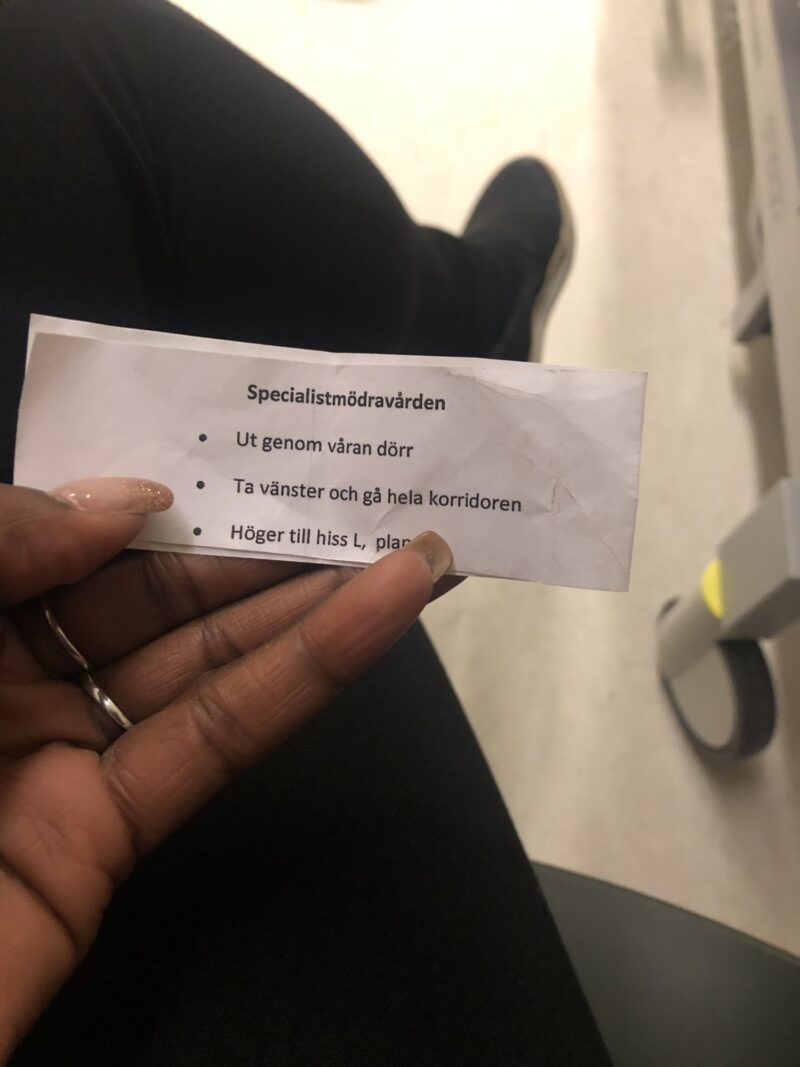 Specialistmödravården
• Ut genom våran dörr
• Ta vänster och gå hela korridoren
• Höger till hiss L,